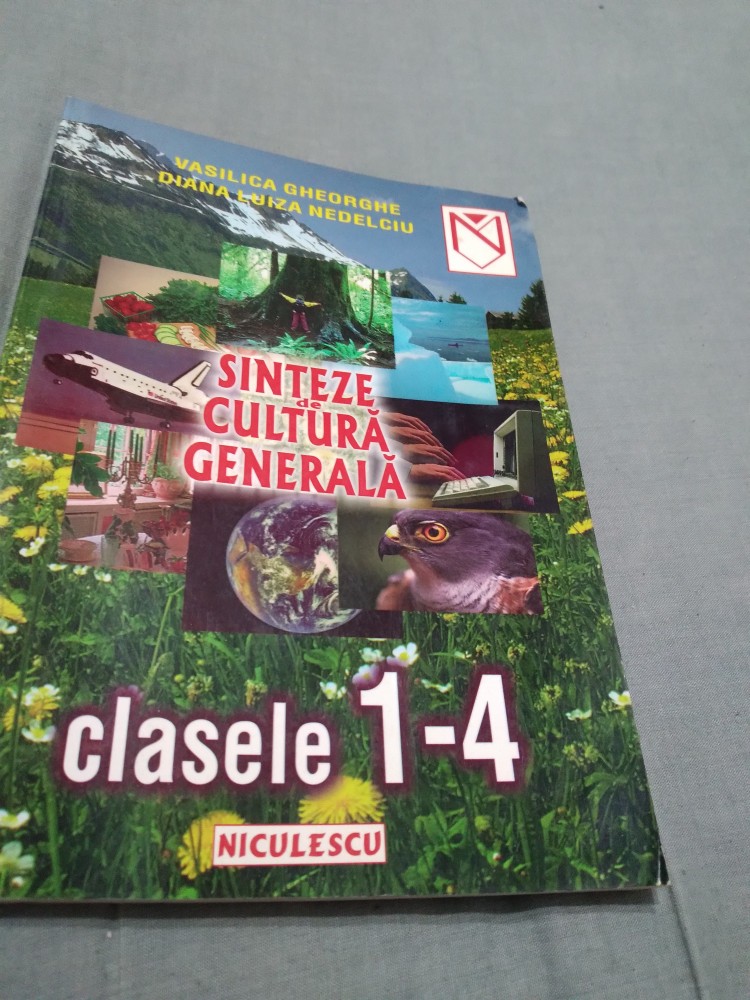 VASILICA GHEORGHE
DIANA LUIZA NEDELCIU
SINTEZE
de
CULTURĂ
GENERALĂ
clasele 1-4
NICULESCU